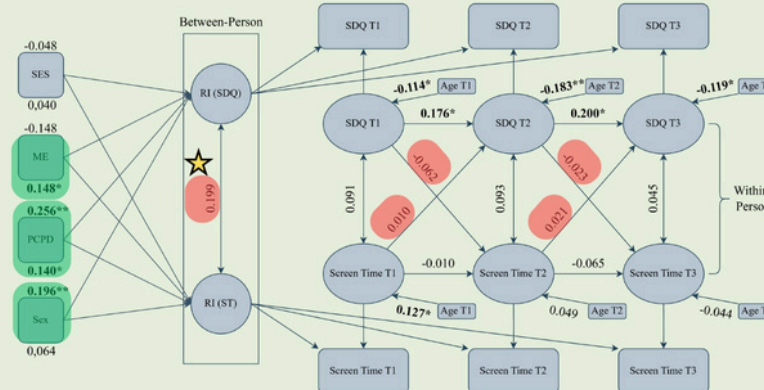 Between-Person
SDQ T1
SDQ T2
SDQ T3
-0.048
SES
0,040
-0.148
ME
0.148*
0.256**
PCPD
0.140*
0.196**
Sex
0,064
RI (SDQ)
0.199
RI (ST)
-0.114*
Age T1
-0.183**
Age T2
-0.119*
Age T
SDQ T1
0.176*
SDQ T2
0.200*
SDQ T3
-0.062
-0.023
0.091
0.093
0.045
0.010
0.021
Within
Person
Screen Time T1
-0.010
Screen Time T2
-0.065
Screen Time T3
0.127*
Age T1
0.049
Age T2
-0.044
Age T
Screen Time T1
Screen Time T2
Screen Time T3